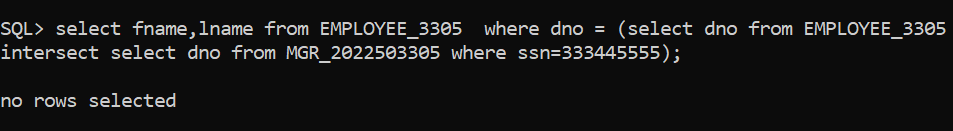 SQL> select fname,lname from EMPLOYEE_3305  where dno = (select dno from EMPLOYEE_3305
intersect select dno from MGR_2022503305 where ssn=333445555);
no rows selected